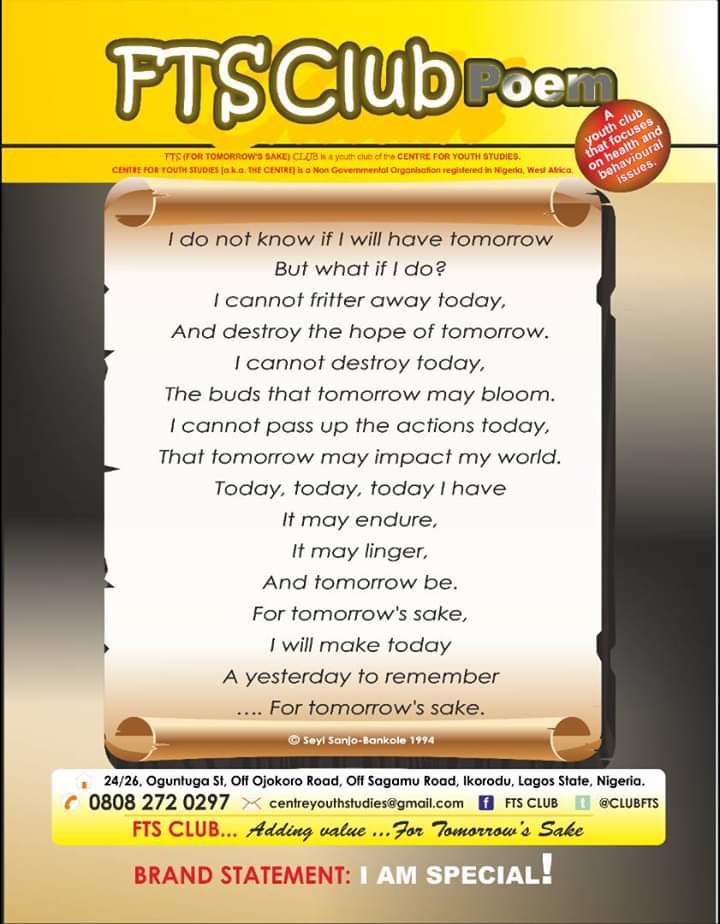 FTS Club Poem
A
youth club
that focuses
on health and
behavioural
issues.
FTS (FOR TOMORROW'S SAKE) CLUB is a youth club of the CENTRE FOR YOUTH STUDIES.
CENTRE FOR YOUTH STUDIES [a.k.a. THE CENTRE] is a Non Governmental Organisation registered in Nigeria, West Africa.
I do not know if I will have tomorrow
But what if I do?
I cannot fritter away today,
And destroy the hope of tomorrow.
I cannot destroy today,
The buds that tomorrow may bloom.
I cannot pass up the actions today,
That tomorrow may impact my world.
Today, today, today I have
It may endure,
It may linger,
And tomorrow be.
For tomorrow's sake,
I will make today
A yesterday to remember
.... For tomorrow's sake.
© Seyi Sanjo-Bankole 1994
24/26, Oguntuga St, Off Ojokoro Road, Off Sagamu Road, Ikorodu, Lagos State, Nigeria.
0808 272 0297 centreyouthstudies@gmail.com f FTS CLUB t @CLUBFTS
FTS CLUB... Adding value ...For Tomorrow's Sake
BRAND STATEMENT: I AM SPECIAL!